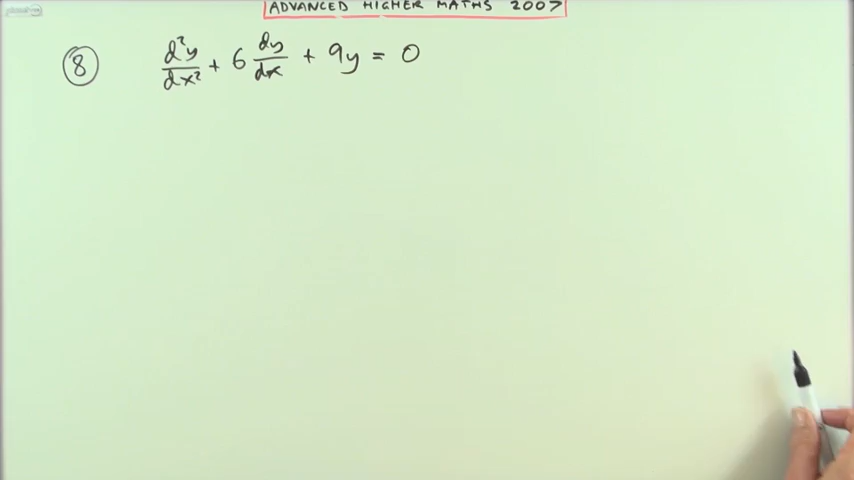 ADVANCED HIGHER MATHS 2007
8 d²y/dx² + 6 dy/dx + 9y = 0